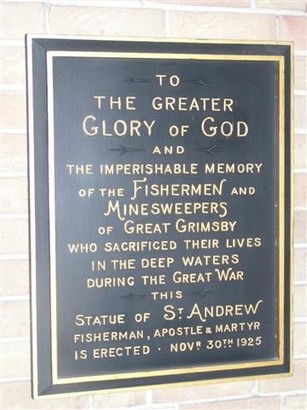 TO
THE GREATER
GLORY OF GOD
AND
THE IMPERISHABLE MEMORY
OF THE FISHERMEN AND
MINESWEEPERS
OF GREAT GRIMSBY
WHO SACRIFICED THEIR LIVES
IN THE DEEP WATERS
DURING THE GREAT WAR
THIS
STATUE OF ST. ANDREW
FISHERMAN, APOSTLE & MARTYR
IS ERECTED · NOVR 30TH 1925